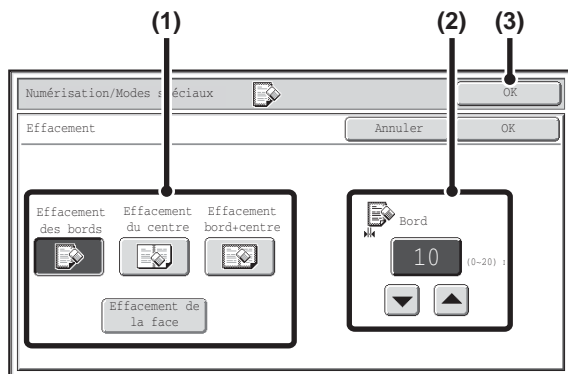 (1) (2) (3)
Numérisation/Modes spéciaux OK
Effacement Annuler OK
Effacement des bords
Effacement du centre
Effacement bord+centre
Effacement de la face
Bord
10 (0~20) :